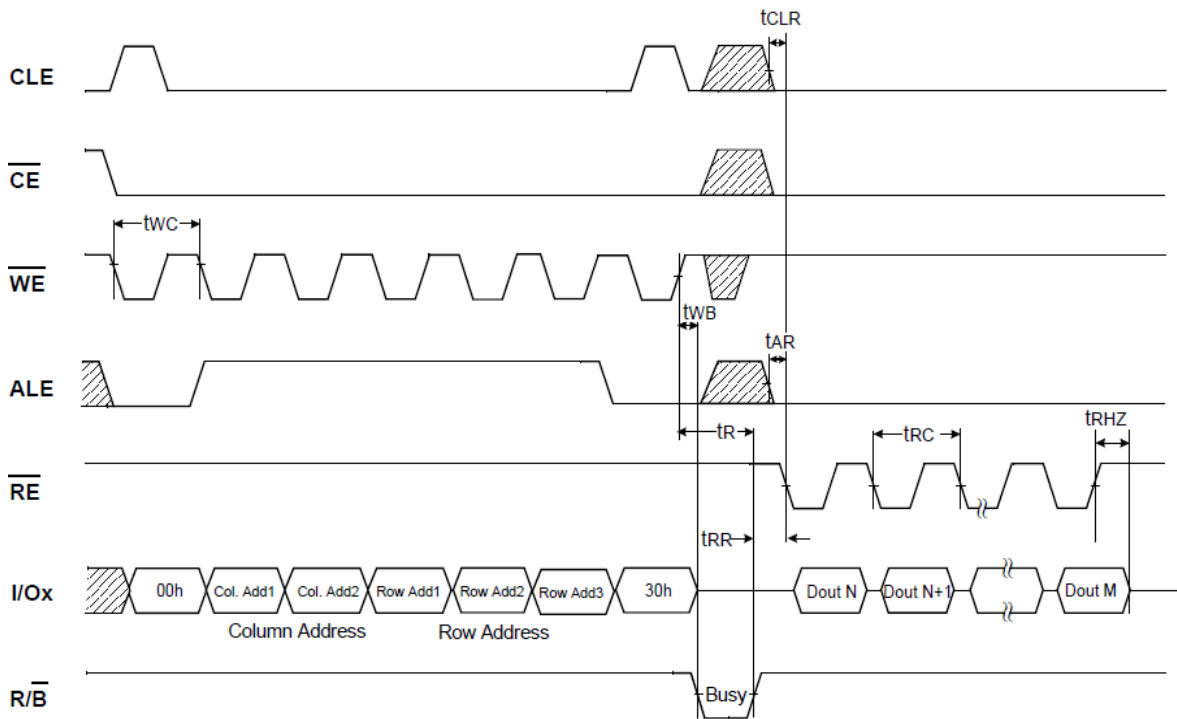 tCLR
CLE
CE
tWC
WE
tWB
tAR
ALE
tR
tRC
tRHZ
RE
tRR
I/Ox
00h Col. Add1 Col. Add2 Row Add1 Row Add2 Row Add3 30h Dout N Dout N+1 Dout M
Column Address Row Address
R/B
Busy